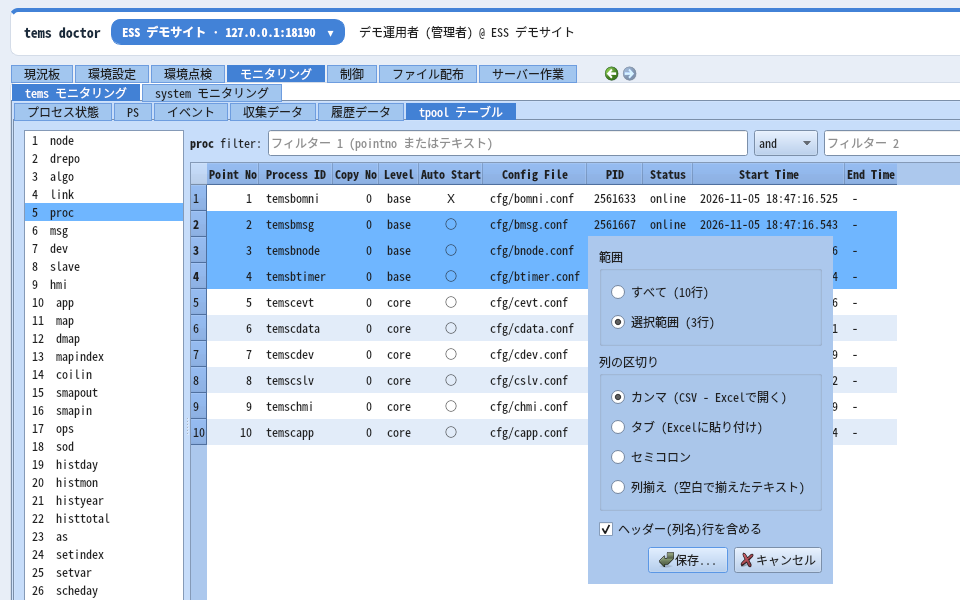 tems doctor ESS デモサイト · 127.0.0.1:18190 ▼ デモ運用者 (管理者) @ ESS デモサイト
現況板 環境設定 環境点検 モニタリング 制御 ファイル配布 サーバー作業
tems モニタリング system モニタリング
プロセス状態 PS イベント 収集データ 履歴データ tpool テーブル
1 node
2 drepo
3 algo
4 link
5 proc
6 msg
7 dev
8 slave
9 hmi
10 app
11 map
12 dmap
13 mapindex
14 coilin
15 smapout
16 smapin
17 ops
18 sod
19 histday
20 histmon
21 histyear
22 histtotal
23 as
24 setindex
25 setvar
26 scheday
proc filter: フィルター 1 (pointno またはテキスト) and フィルター 2
Point No Process ID Copy No Level Auto Start Config File PID Status Start Time End Time
1 1 temsbomni 0 base X cfg/bomni.conf 2561633 online 2026-11-05 18:47:16.525 -
2 2 temsbmsg 0 base ○ cfg/bmsg.conf 2561667 online 2026-11-05 18:47:16.543 -
3 3 temsbnode 0 base ○ cfg/bnode.conf 6 -
4 4 temsbtimer 0 base ○ cfg/btimer.conf 4 -
5 5 temscevt 0 core ○ cfg/cevt.conf 6 -
6 6 temscdata 0 core ○ cfg/cdata.conf 1 -
7 7 temscdev 0 core ○ cfg/cdev.conf 9 -
8 8 temscslv 0 core ○ cfg/cslv.conf 2 -
9 9 temschmi 0 core ○ cfg/chmi.conf 9 -
10 10 temscapp 0 core ○ cfg/capp.conf 4 -
範囲
すべて (10行)
選択範囲 (3行)
列の区切り
カンマ (CSV - Excelで開く)
タブ (Excelに貼り付け)
セミコロン
列揃え (空白で揃えたテキスト)
ヘッダー(列名)行を含める
保存... キャンセル